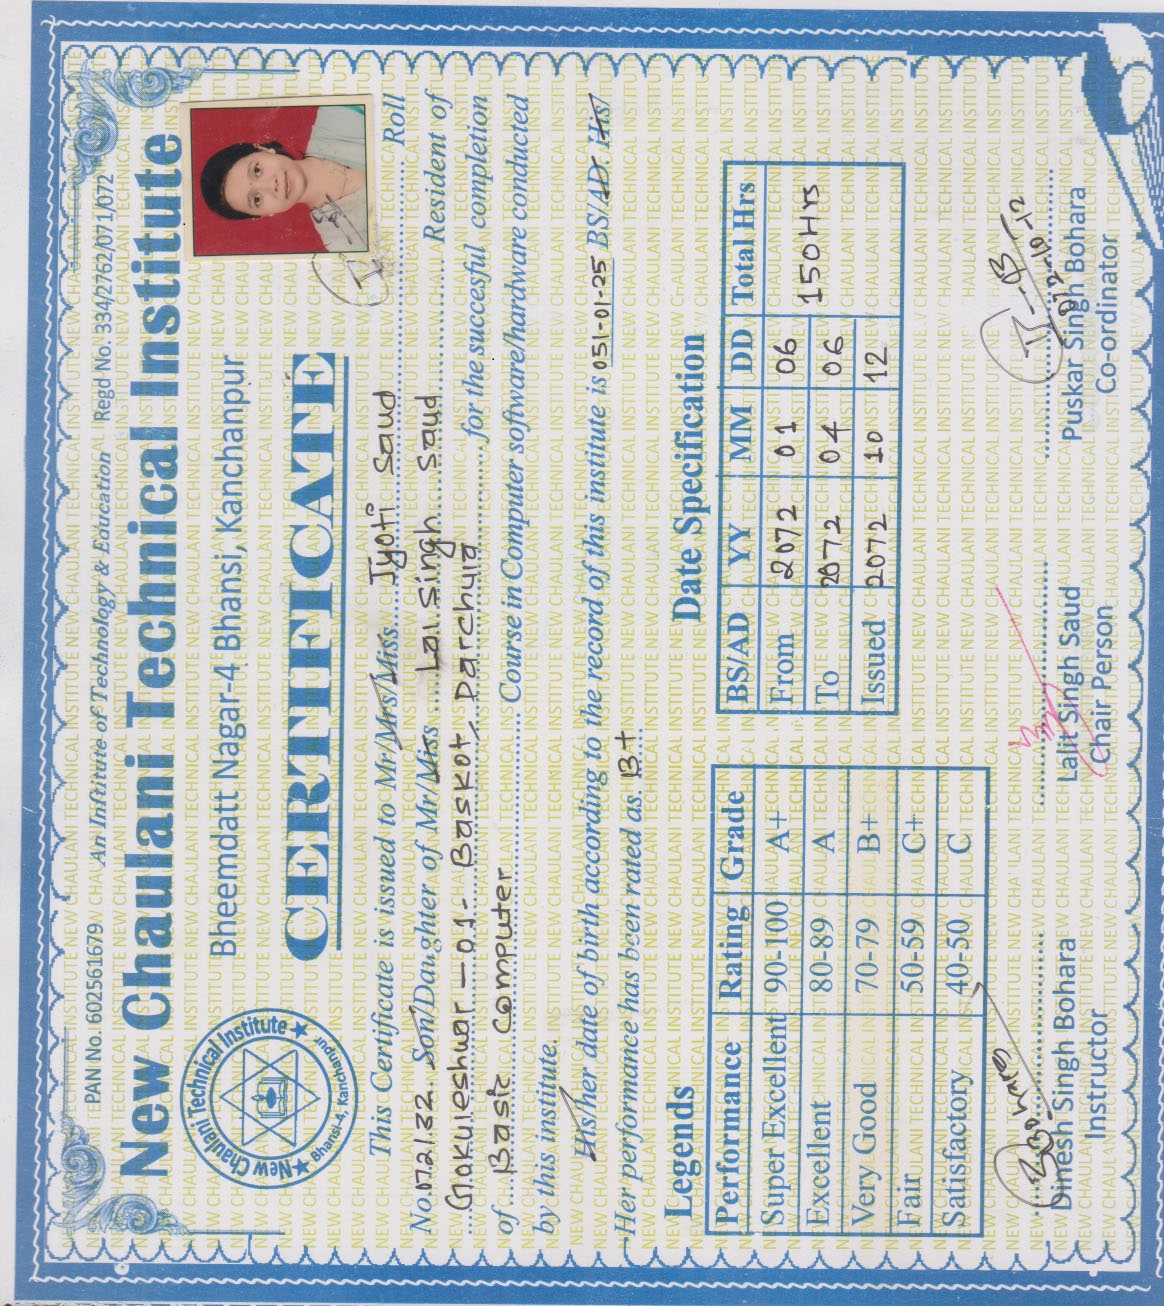 PAN No. 602561679 An Inftitute of Technology & Education Regd No. 334/2762/071/072
New Chaulani Technical Institute
Bheemdatt Nagar-4 Bhansi, Kanchanpur
New Chaulani Technical Institute
Bhansi-4, Kanchanpur
CERTIFICATE
This Certificate is issued to Mr/Mrs/Miss Jyoti Saud Roll
No. 072132 Son/Daughter of Mr/Miss Lal singh saud Resident of
Gokuleshwor-01- Baskot, Darchula for the succesful completion
of Basic computer Course in Computer software/hardware conducted
by this institute.
His/her date of birth according to the record of this institute is 051-01-25 BS/AD. His/
Her performance has been rated as. B+
Legends
Performance Rating Grade
Super Excellent 90-100 A+
Excellent 80-89 A
Very Good 70-79 B+
Fair 50-59 C+
Satisfactory 40-50 C
Date Specification
BS/AD YY MM DD Total Hrs
From 2072 01 06 150 Hrs
To 2072 04 06
Issued 2072 10 12
Dinesh Singh Bohara
Instructor
Lalit Singh Saud
Chair Person
072-10-12
Puskar Singh Bohara
Co-ordinator